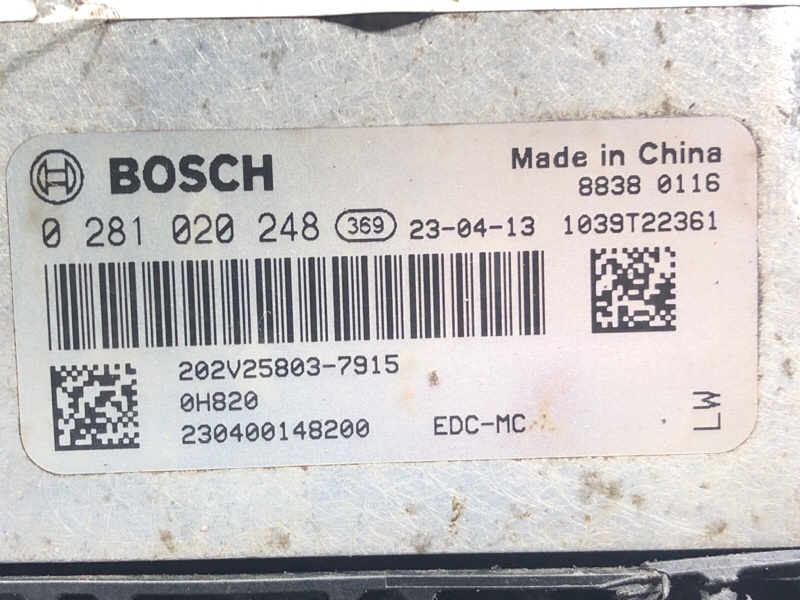 BOSCH
Made in China
8838 0116
0 281 020 248 369 23-04-13 1039T22361
202V25803-7915
0H820
230400148200 EDC-MC
LW